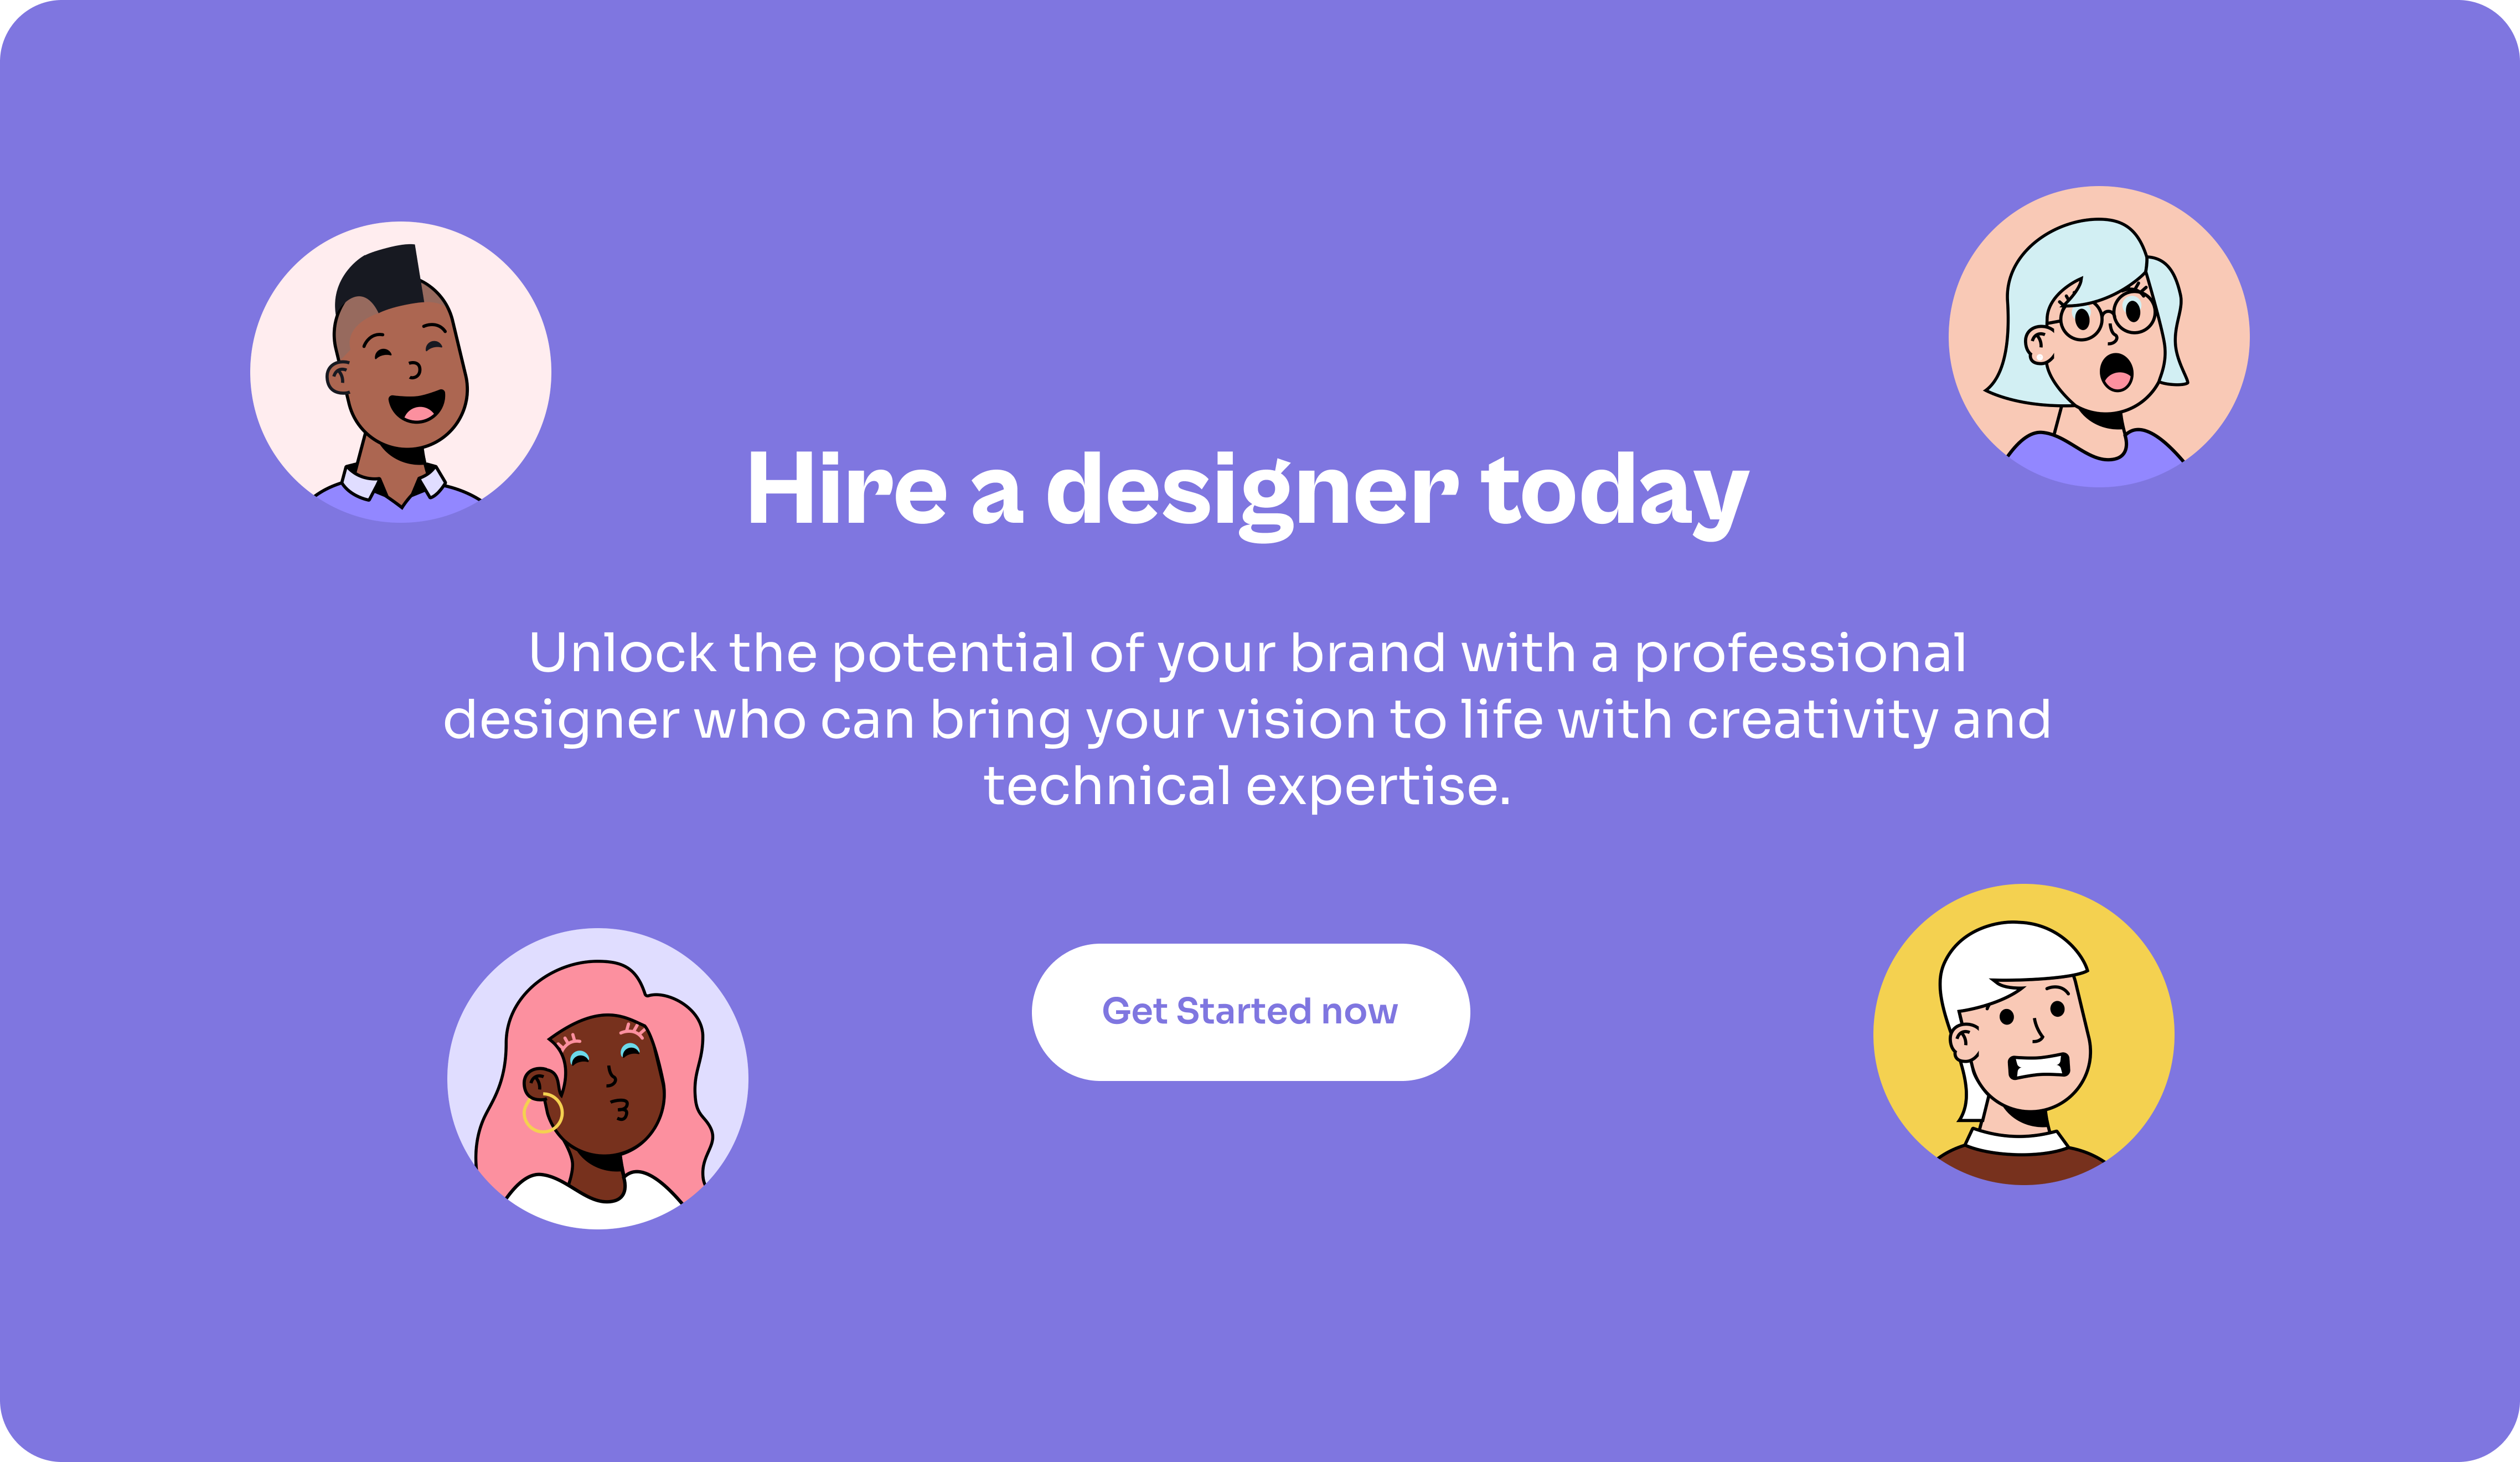 Hire a designer today
Unlock the potential of your brand with a professional
designer who can bring your vision to life with creativity and
technical expertise.
Get Started now